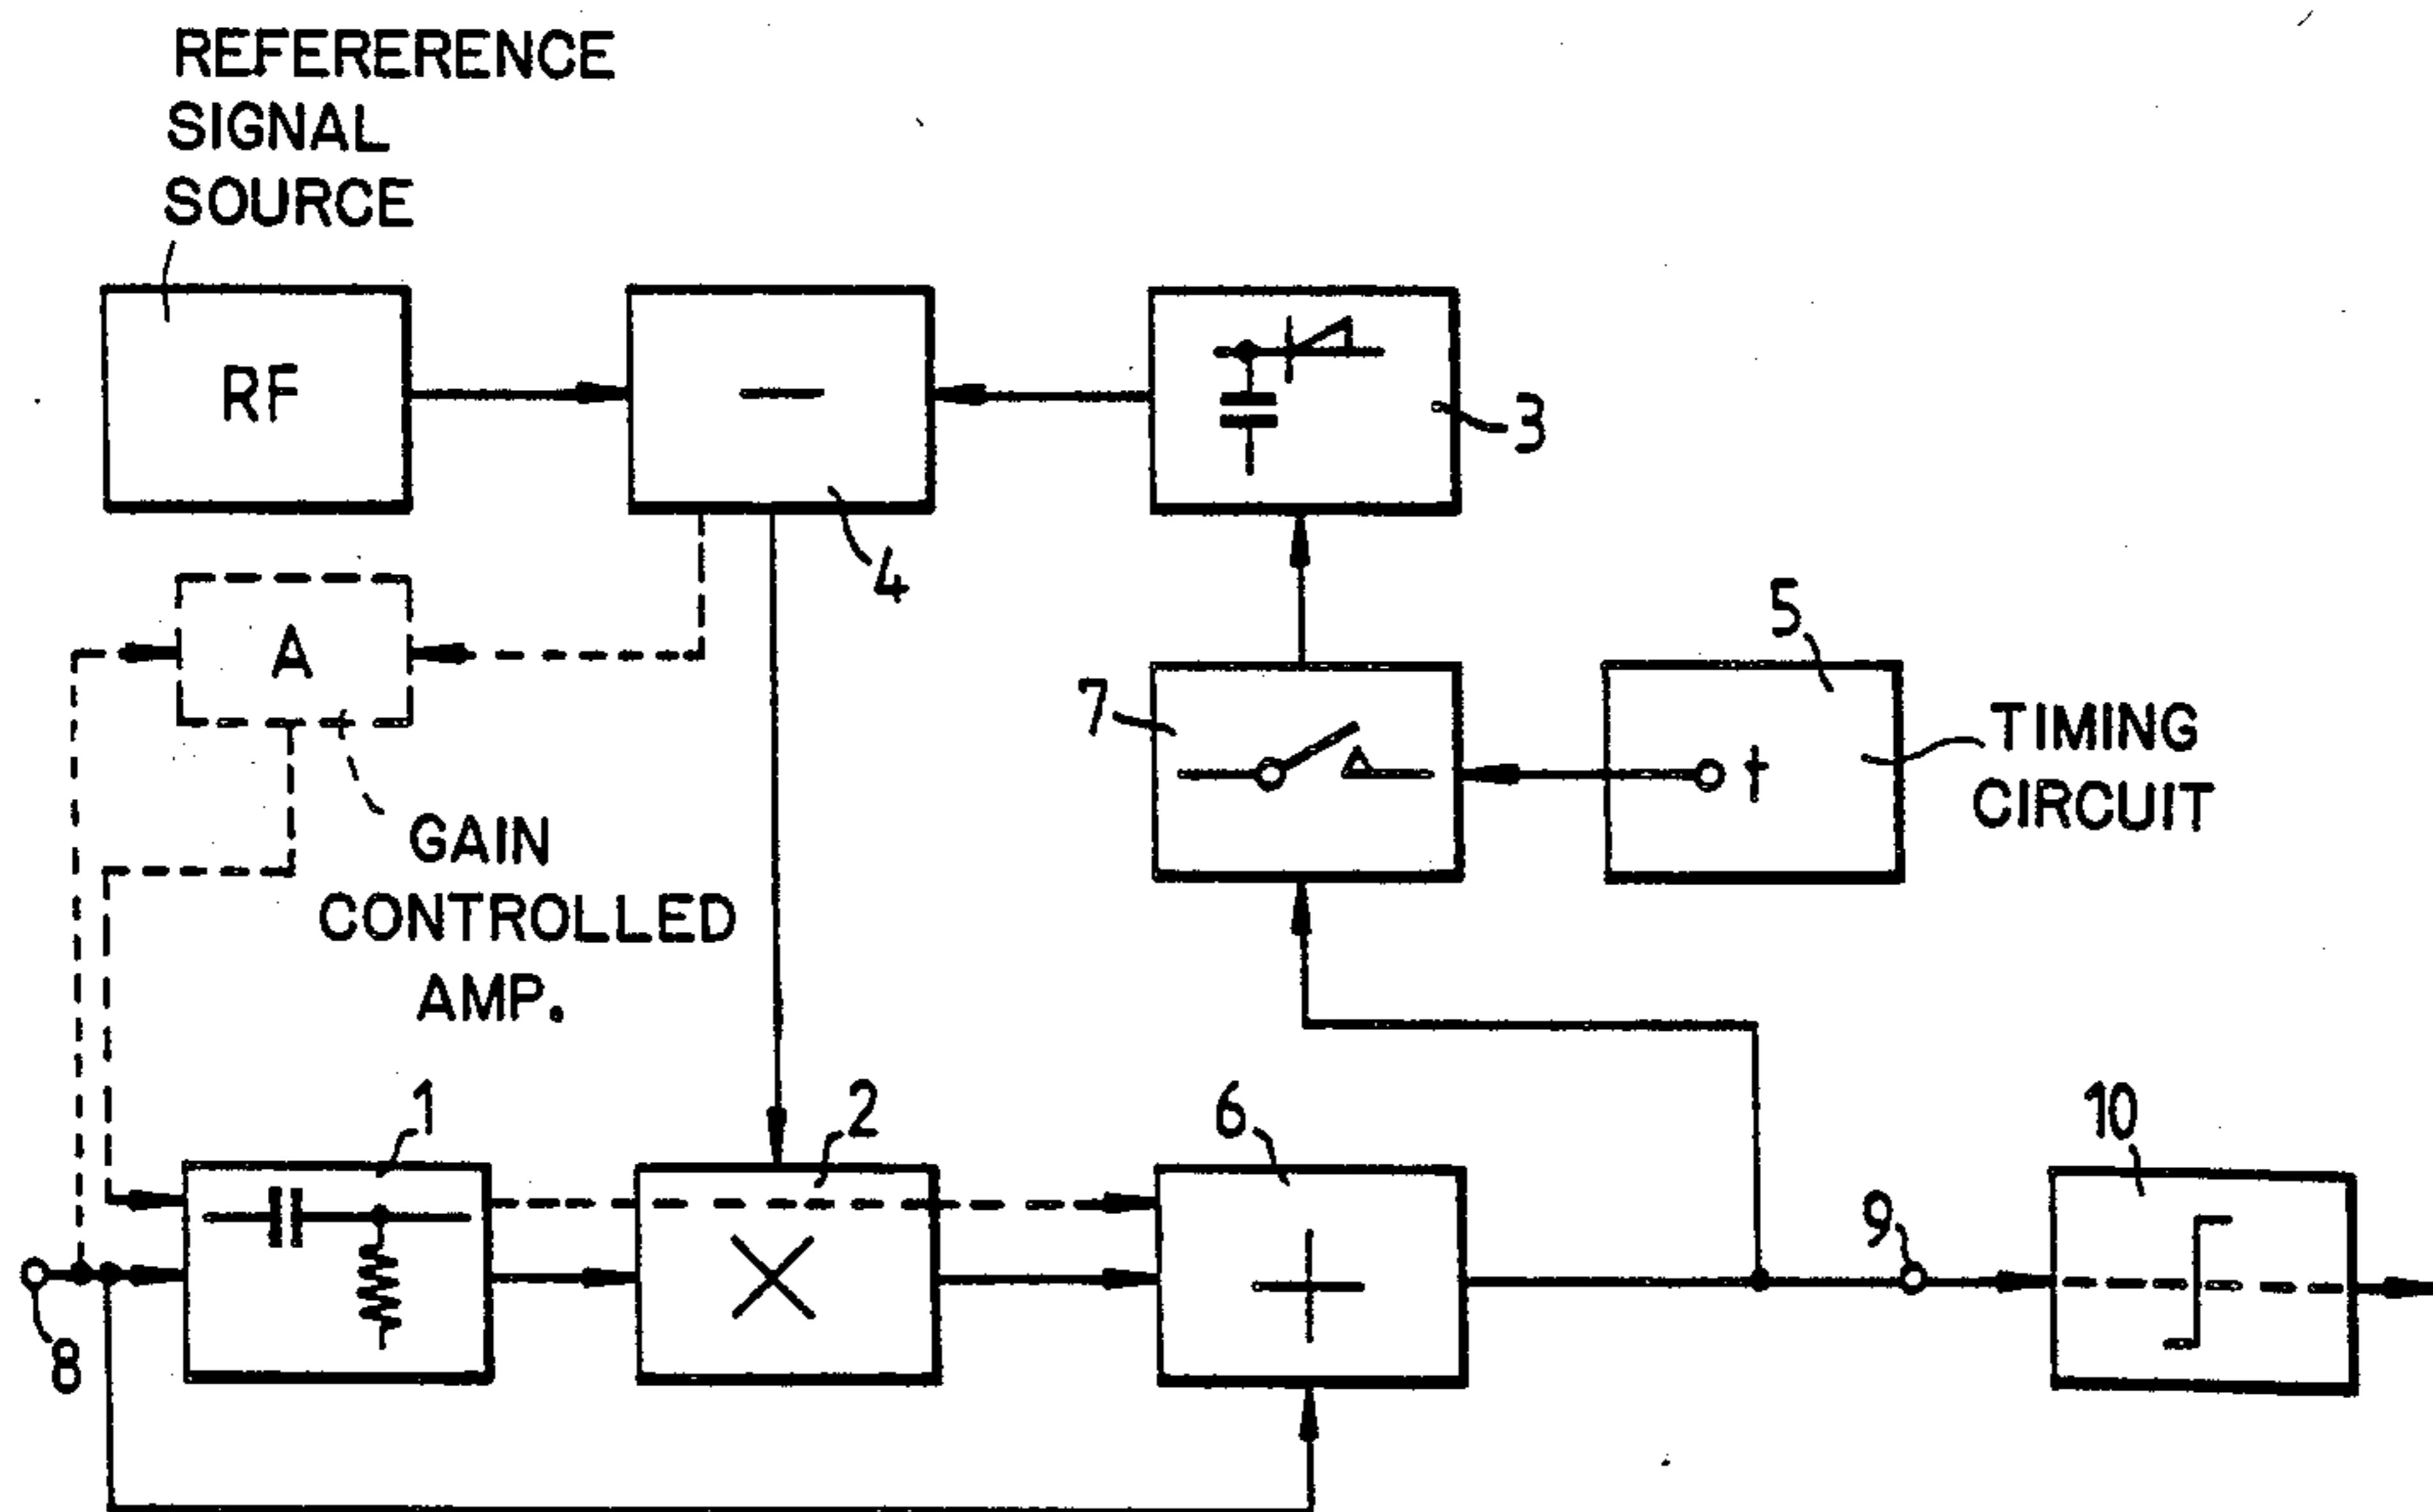 REFERERENCE
SIGNAL
SOURCE
RF
3
4
A
5
7
t
TIMING
CIRCUIT
GAIN
CONTROLLED
AMP.
1
2
6
10
9
8